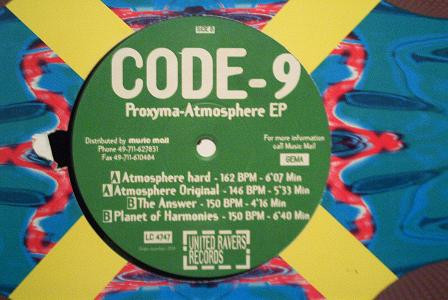 SIDE B
CODE-9
Proxyma-Atmosphere EP
Distributed by music mail
Phone 49-711-627831
Fax 49-711-610484
For more information
call Music Mail
GEMA
A Atmosphere hard - 162 BPM - 6'07 Min
A Atmosphere Original - 146 BPM - 5'33 Min
B The Answer - 150 BPM - 4'16 Min
B Planet of Harmonies - 150 BPM - 6'40 Min
LC 4747
UNITED RAVERS
RECORDS